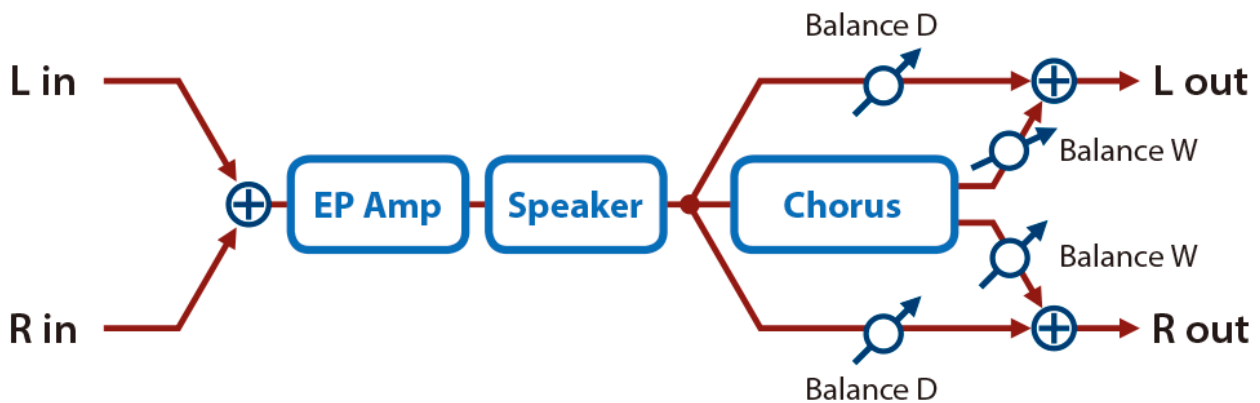 Balance D
L in
L out
Balance W
EP Amp
Speaker
Chorus
Balance W
R in
R out
Balance D